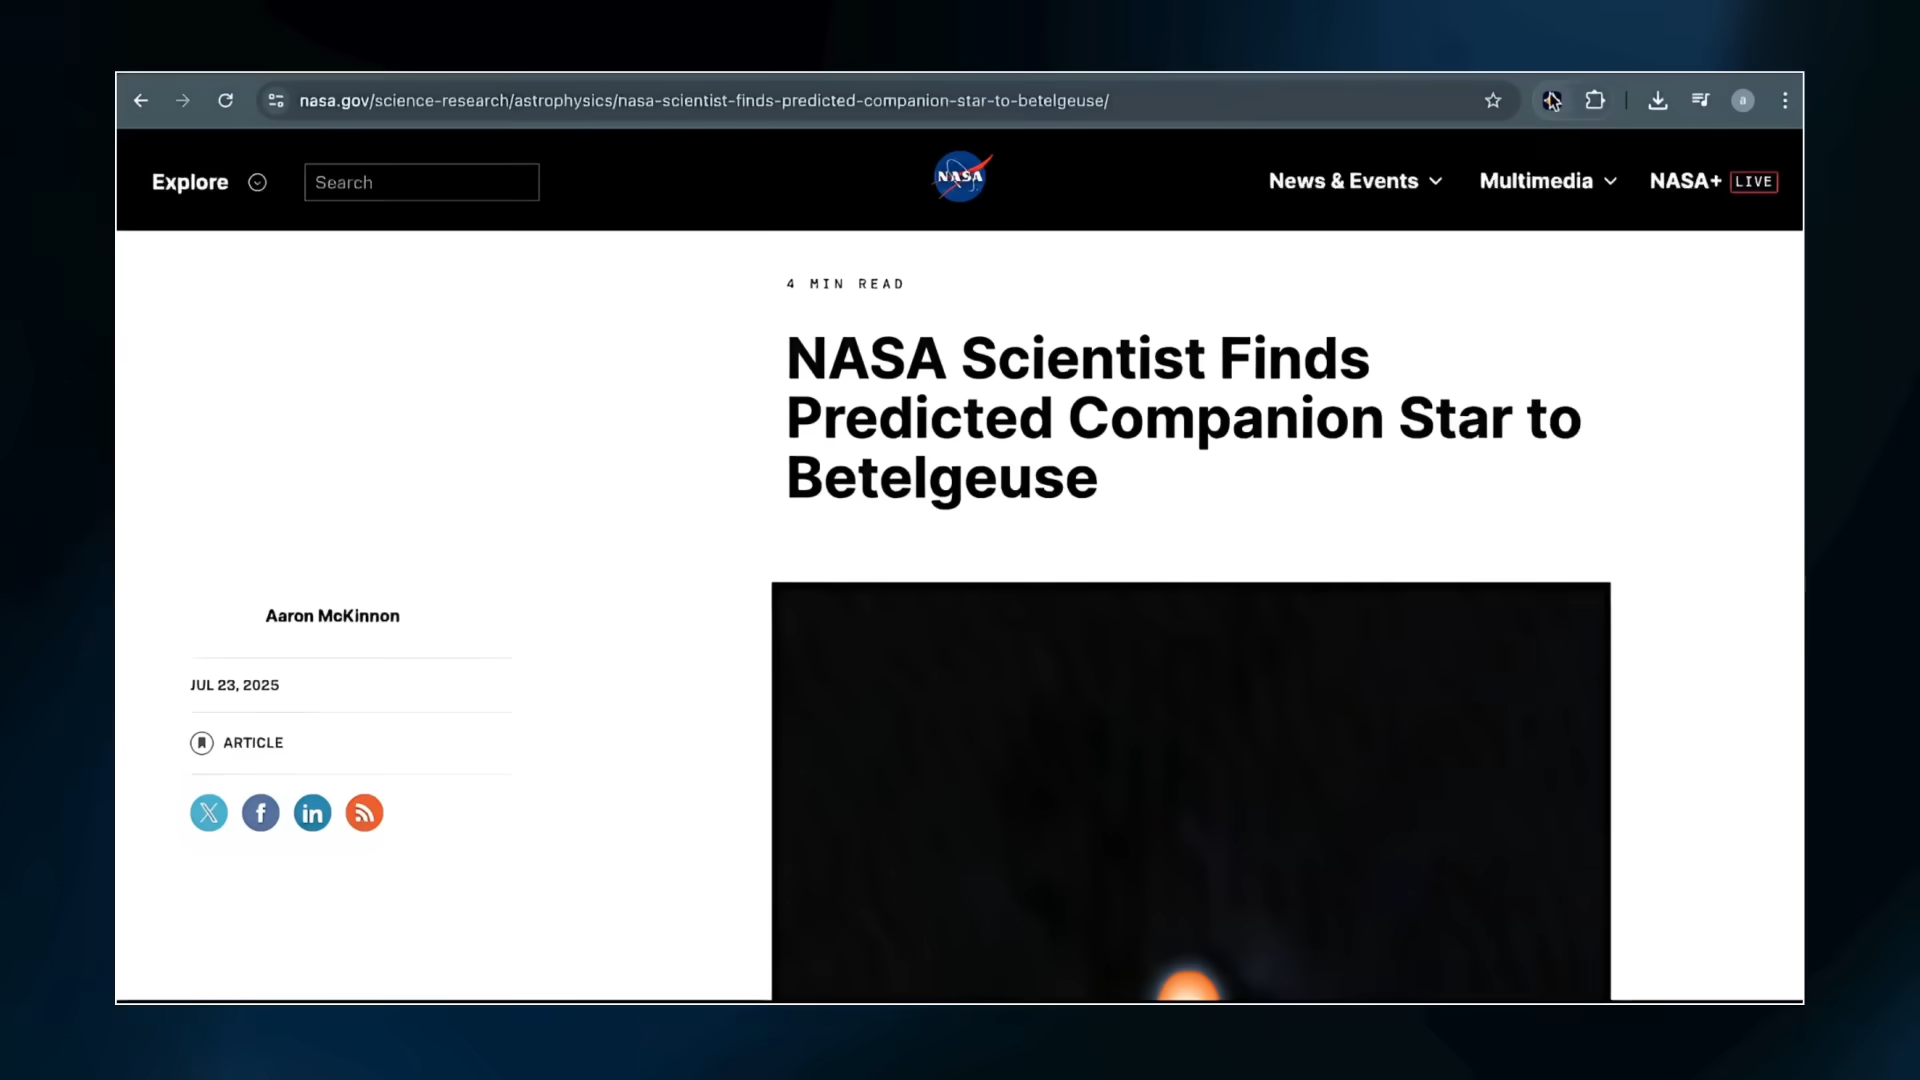 nasa.gov/science-research/astrophysics/nasa-scientist-finds-predicted-companion-star-to-betelgeuse/
a
Explore
Search
NASA
News & Events
Multimedia
NASA+ LIVE
4 MIN READ
NASA Scientist Finds
Predicted Companion Star to
Betelgeuse
Aaron McKinnon
JUL 23, 2025
ARTICLE